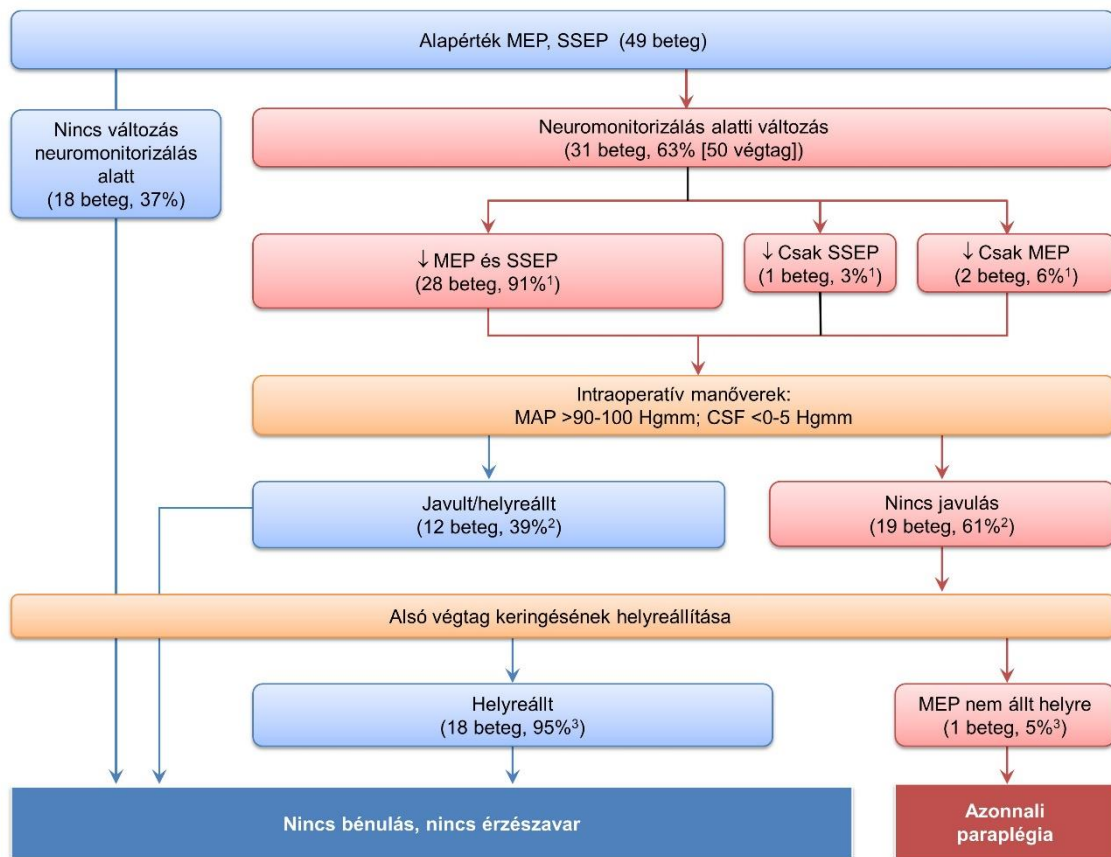 Alapérték MEP, SSEP (49 beteg)
Nincs változás
neuromonitorizálás
alatt
(18 beteg, 37%)
Neuromonitorizálás alatti változás
(31 beteg, 63% [50 végtag])
↓ MEP és SSEP
(28 beteg, 91%¹)
↓ Csak SSEP
(1 beteg, 3%¹)
↓ Csak MEP
(2 beteg, 6%¹)
Intraoperatív manőverek:
MAP >90-100 Hgmm; CSF <0-5 Hgmm
Javult/helyreállt
(12 beteg, 39%²)
Nincs javulás
(19 beteg, 61%²)
Alsó végtag keringésének helyreállítása
Helyreállt
(18 beteg, 95%³)
MEP nem állt helyre
(1 beteg, 5%³)
Nincs bénulás, nincs érzészavar
Azonnali
paraplégia